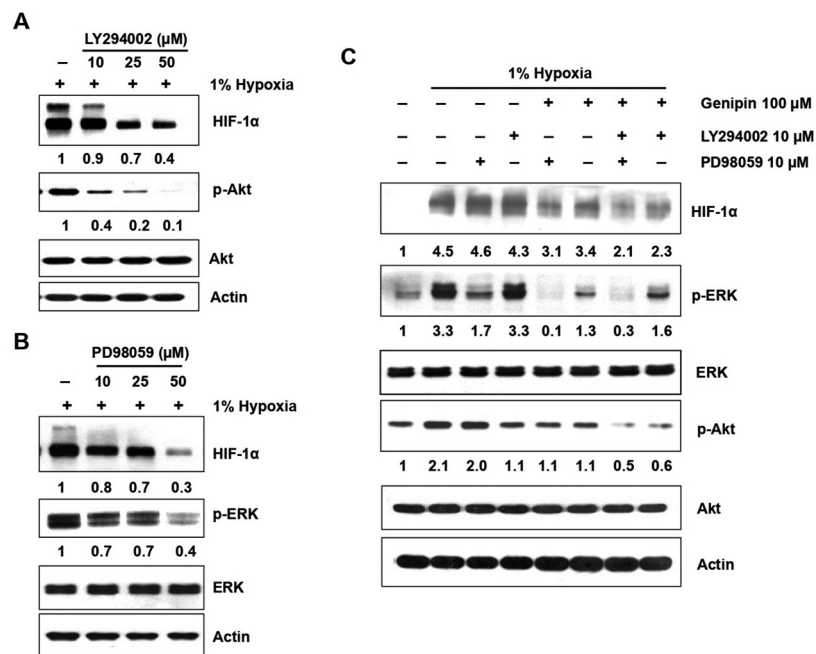 A
LY294002 (µM)
– 10 25 50
+ + + + 1% Hypoxia
HIF-1α
1 0.9 0.7 0.4
p-Akt
1 0.4 0.2 0.1
Akt
Actin
B
PD98059 (µM)
– 10 25 50
+ + + + 1% Hypoxia
HIF-1α
1 0.8 0.7 0.3
p-ERK
1 0.7 0.7 0.4
ERK
Actin
C
1% Hypoxia
– – – – + + + + Genipin 100 µM
– – – + – – + + LY294002 10 µM
– – + – + – + – PD98059 10 µM
HIF-1α
1 4.5 4.6 4.3 3.1 3.4 2.1 2.3
p-ERK
1 3.3 1.7 3.3 0.1 1.3 0.3 1.6
ERK
p-Akt
1 2.1 2.0 1.1 1.1 1.1 0.5 0.6
Akt
Actin